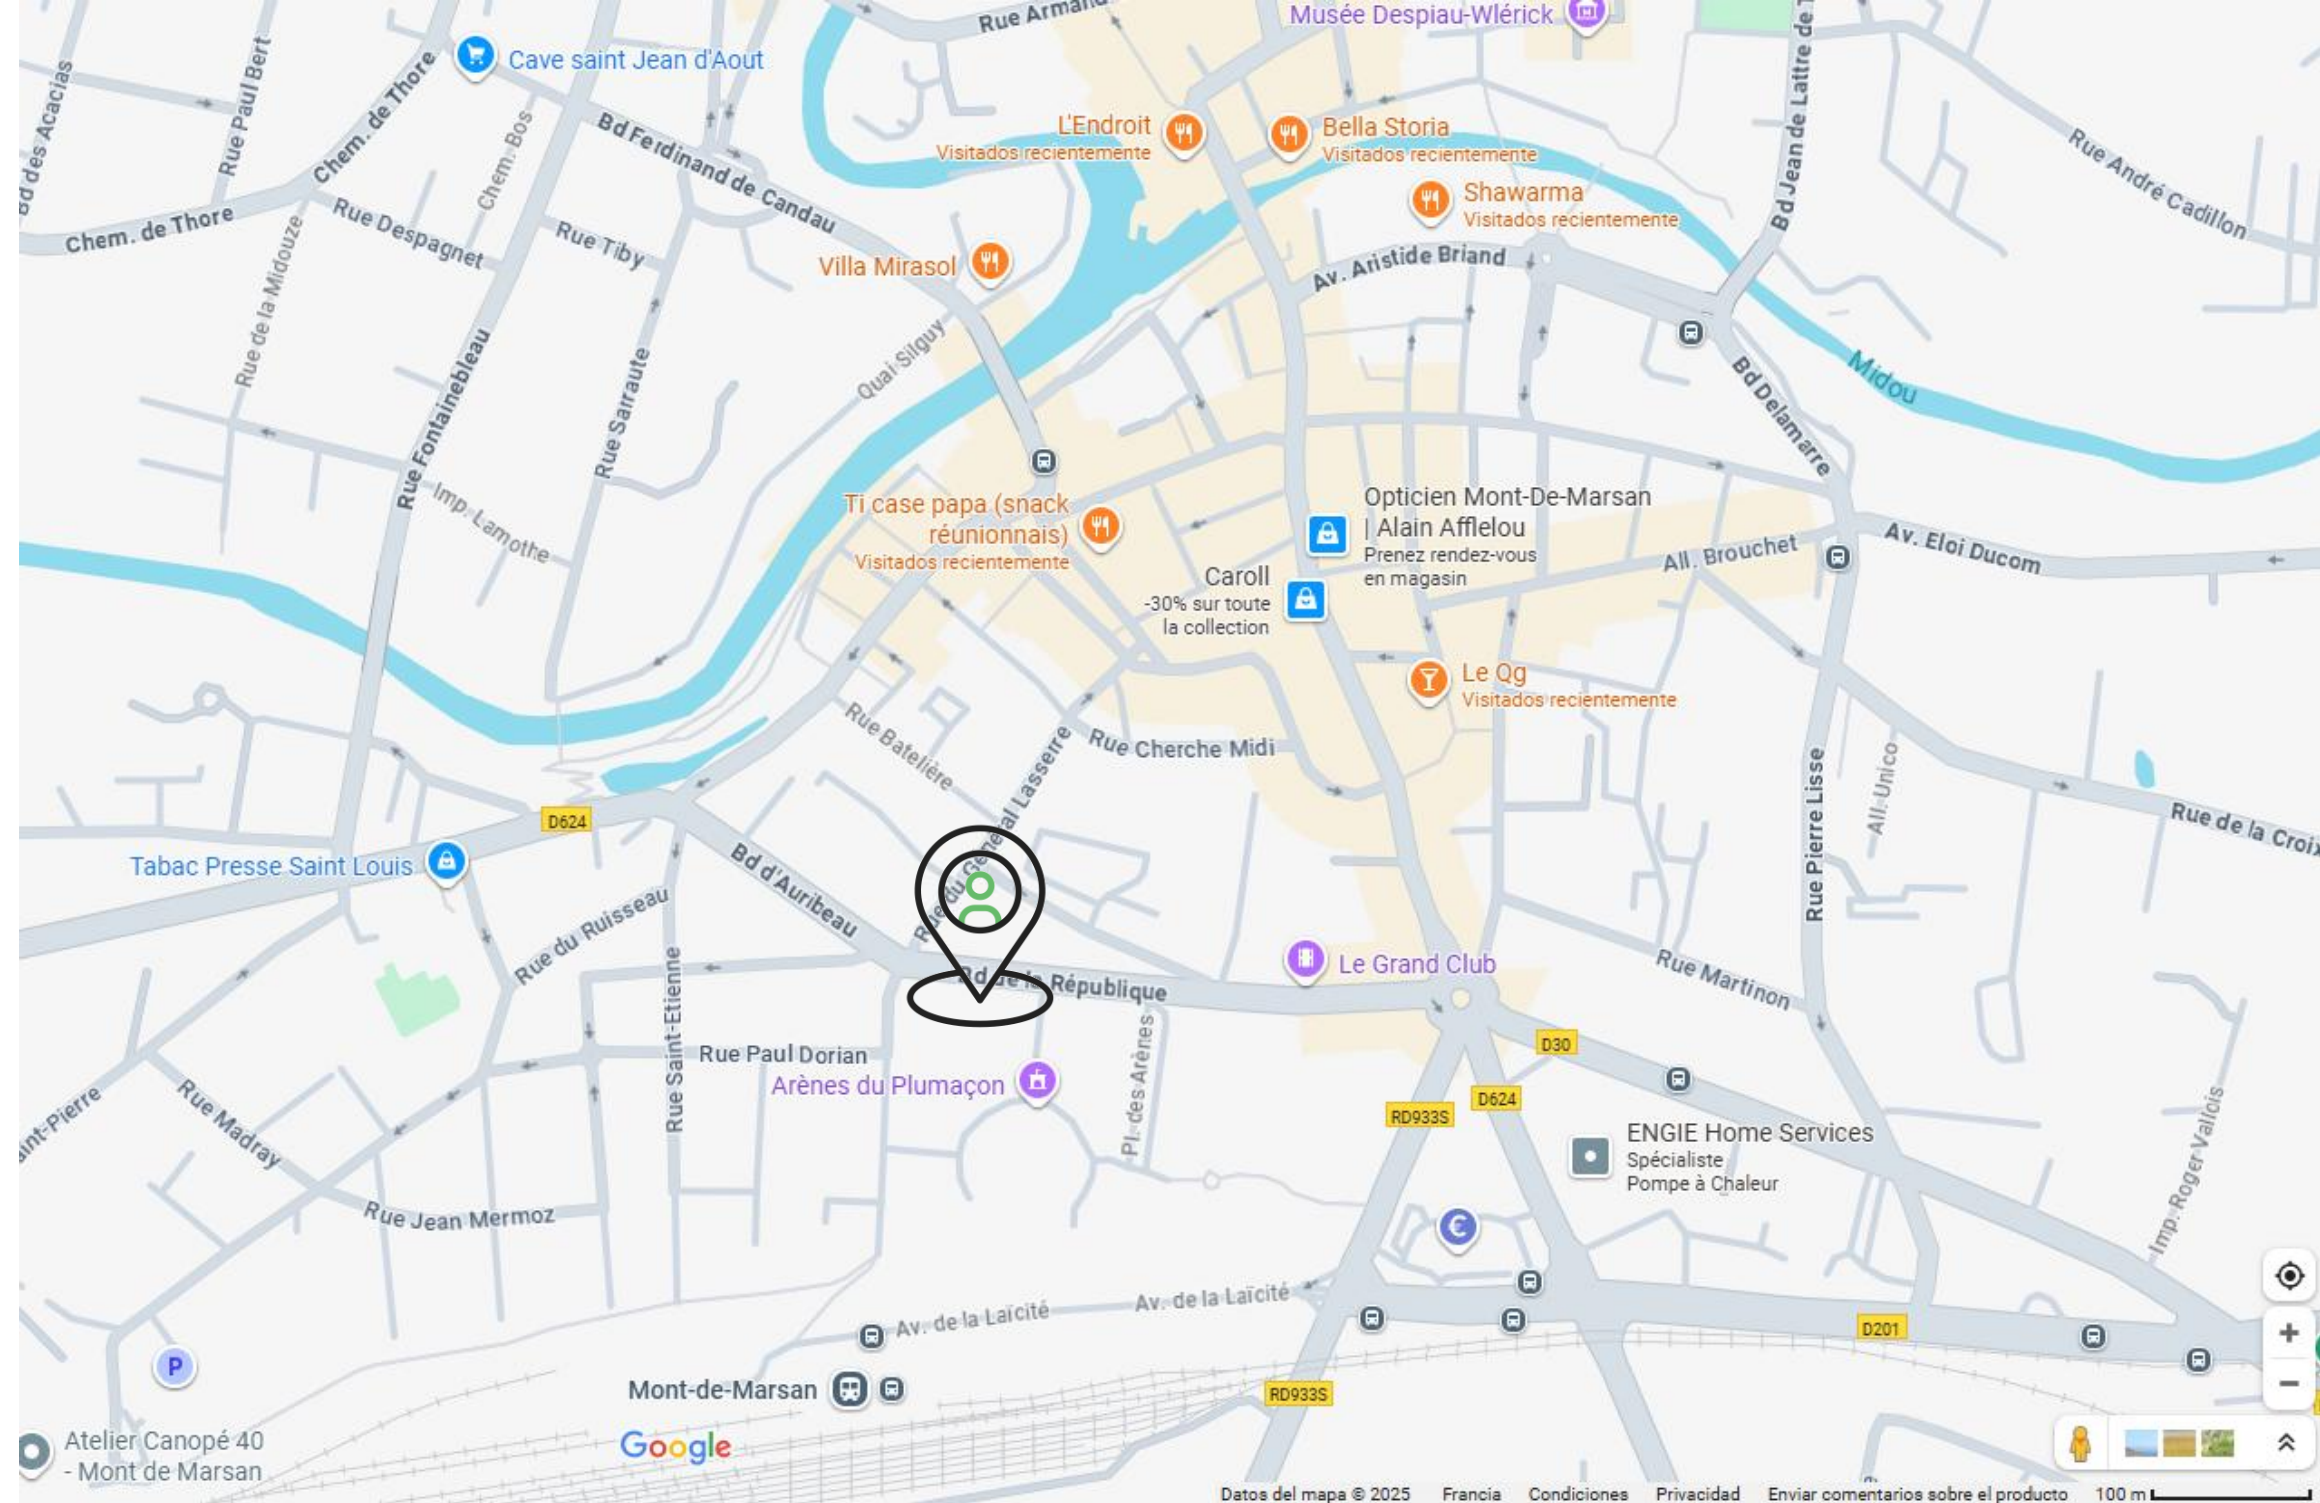 Rue Arman
Musée Despiau-Wlérick
Cave saint Jean d'Aout
Bd des Acacias
Rue Paul Bert
Chem. de Thore
Chem. Bos
Bd Ferdinand de Candau
L'Endroit
Visitados recientemente
Bella Storia
Visitados recientemente
Shawarma
Visitados recientemente
Bd Jean de Lattre de T
Rue André Cadillon
Chem. de Thore
Rue Despagnet
Rue Tiby
Villa Mirasol
Av. Aristide Briand
Rue de la Midouze
Quai Silguy
Midou
Bd Delamarre
Rue Fontainebleau
Rue Sarraute
Imp. Lamothe
Ti case papa (snack
réunionnais)
Visitados recientemente
Opticien Mont-De-Marsan
| Alain Afflelou
Prenez rendez-vous
en magasin
All. Brouchet
Av. Eloi Ducom
Caroll
-30% sur toute
la collection
Le Qg
Visitados recientemente
Rue Batelière
Rue Cherche Midi
Rue du Général Lasserre
Rue Pierre Lisse
All. Unico
Rue de la Croix
D624
Tabac Presse Saint Louis
Bd d'Auribeau
Rue du Ruisseau
Rue Saint-Etienne
Bd de la République
Le Grand Club
Rue Martinon
Rue Paul Dorian
Arènes du Plumaçon
Pl. des Arènes
D30
D624
RD933S
ENGIE Home Services
Spécialiste
Pompe à Chaleur
int-Pierre
Rue Madray
Rue Jean Mermoz
Imp. Roger Vallois
€
Av. de la Laïcité
Av. de la Laïcité
D201
P
Mont-de-Marsan
RD933S
Atelier Canopé 40
- Mont de Marsan
Google
+
−
Datos del mapa © 2025 Francia Condiciones Privacidad Enviar comentarios sobre el producto 100 m